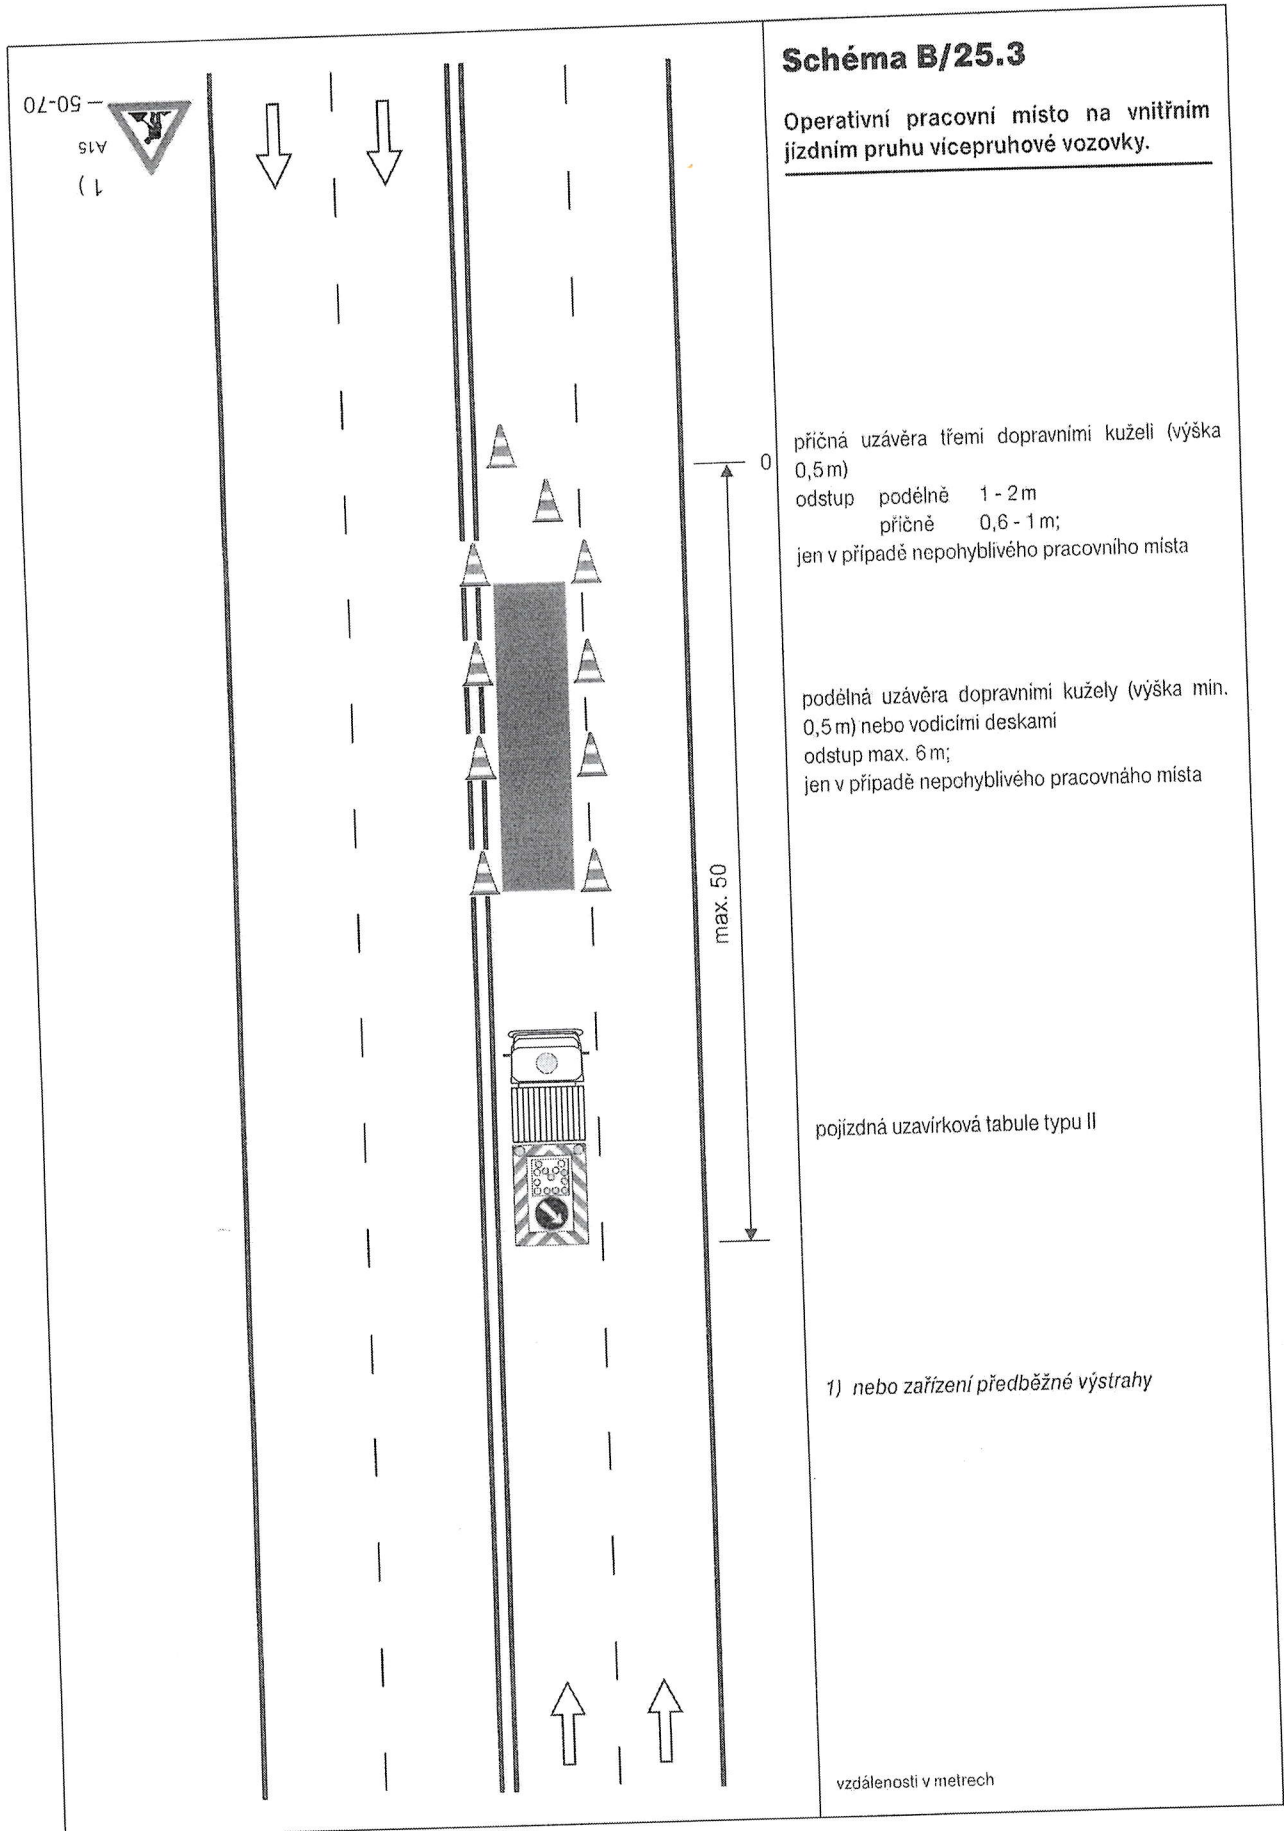 Schéma B/25.3
Operativní pracovní místo na vnitřním
jízdním pruhu vícepruhové vozovky.
50-70
A15
1)
0
příčná uzávěra třemi dopravními kuželi (výška
0,5 m)
odstup podélně 1 - 2 m
příčně 0,6 - 1 m;
jen v případě nepohyblivého pracovního místa
podélná uzávěra dopravními kužely (výška min.
0,5 m) nebo vodicími deskami
odstup max. 6 m;
jen v případě nepohyblivého pracovnáho místa
max. 50
pojízdná uzavírková tabule typu II
1) nebo zařízení předběžné výstrahy
vzdálenosti v metrech